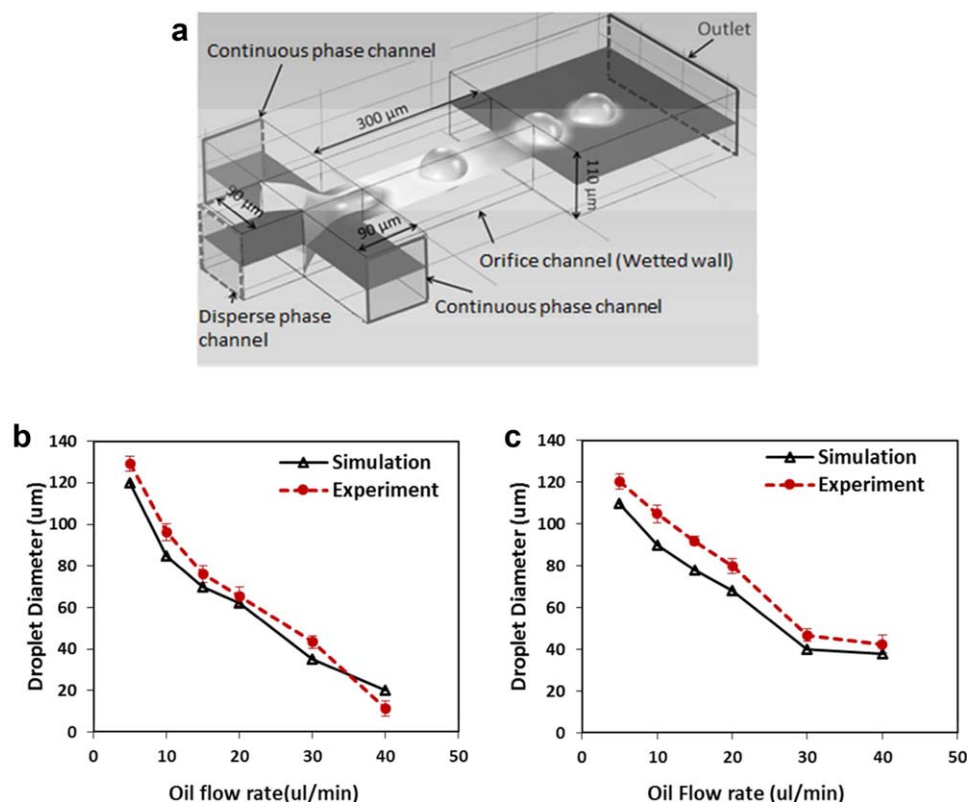 a
Continuous phase channel
Outlet
300 µm
110 µm
90 µm
90 µm
Orifice channel (Wetted wall)
Continuous phase channel
Disperse phase
channel
b
140
120
100
80
60
40
20
0
Droplet Diameter (um)
Simulation
Experiment
0 10 20 30 40 50
Oil flow rate(ul/min)
c
140
120
100
80
60
40
20
0
Droplet Diameter (um)
Simulation
Experiment
0 10 20 30 40 50
Oil Flow rate (ul/min)